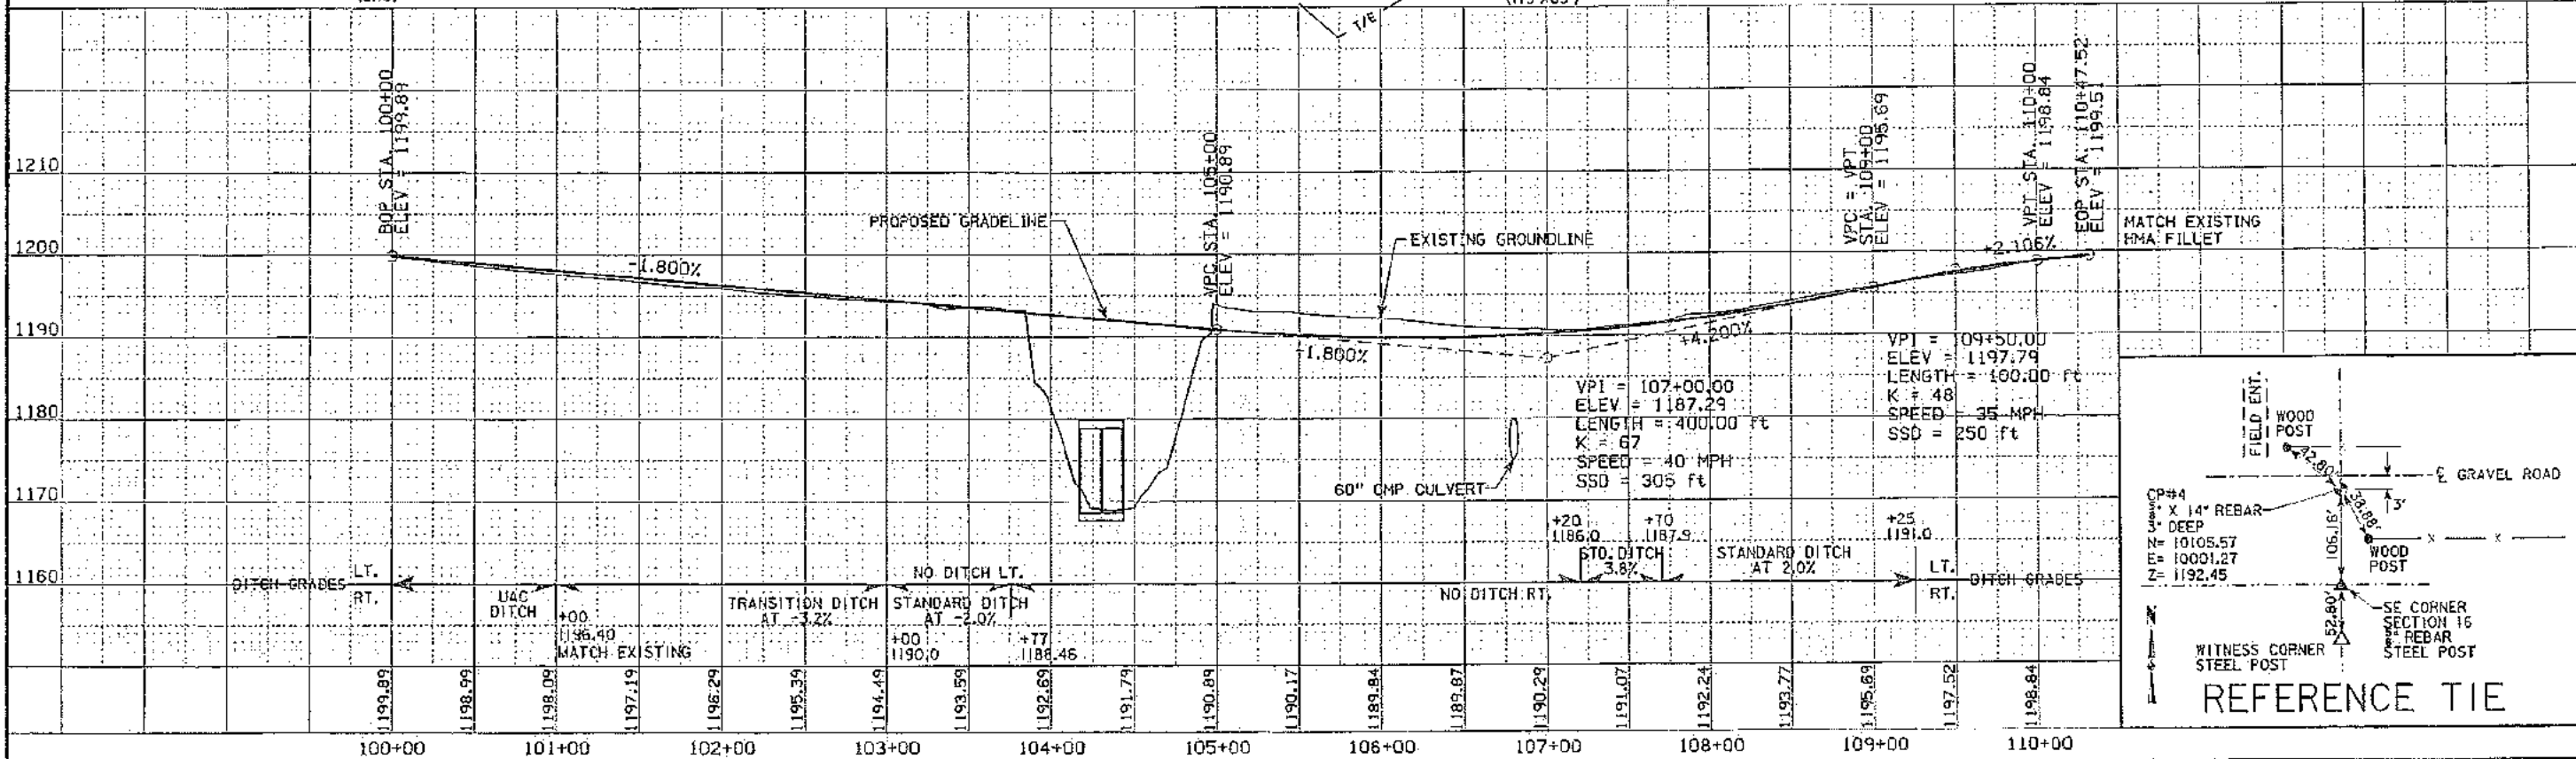 T/E
1210
1200
1190
1180
1170
1160
BOP STA. 100+00
ELEV = 1199.89
-1.800%
PROPOSED GRADELINE
VPC STA. 105+00
ELEV = 1190.89
EXISTING GROUNDLINE
-1.800%
+4.200%
VPC = VPT
STA. 109+00
ELEV = 1195.69
VPT STA. 110+00
ELEV = 1198.84
EOP STA. 110+47.52
ELEV = 1199.51
+2.106%
MATCH EXISTING
HMA FILLET
VPI = 107+00.00
ELEV = 1187.29
LENGTH = 400.00 ft
K = 67
SPEED = 40 MPH
SSD = 305 ft
VPI = 109+50.00
ELEV = 1197.79
LENGTH = 100.00 ft
K = 48
SPEED = 35 MPH
SSD = 250 ft
60" CMP CULVERT
DITCH GRADES
LT.
RT.
UAC
DITCH
+00
1196.40
MATCH EXISTING
TRANSITION DITCH
AT -3.2%
NO DITCH LT.
STANDARD DITCH
AT -2.0%
+00
1190.0
+77
1188.46
NO DITCH RT.
+20
1186.0
STD. DITCH
3.8%
+70
1187.9
STANDARD DITCH
AT 2.0%
+25
1191.0
LT.
RT.
DITCH GRADES
1199.89 1198.99 1198.09 1197.19 1196.29 1195.39 1194.49 1193.59 1192.69 1191.79 1190.89 1190.17 1189.84 1189.87 1190.29 1191.07 1192.24 1193.77 1195.69 1197.52 1198.84
100+00 101+00 102+00 103+00 104+00 105+00 106+00 107+00 108+00 109+00 110+00
FIELD ENT.
WOOD
POST
42.80'
℄ GRAVEL ROAD
3'
38.88'
106.16'
CP#4
X 14" REBAR
3" DEEP
N= 10105.57
E= 10001.27
Z= 1192.45
WOOD
POST
52.80'
SE CORNER
SECTION 16
REBAR
STEEL POST
N
WITNESS CORNER
STEEL POST
REFERENCE TIE